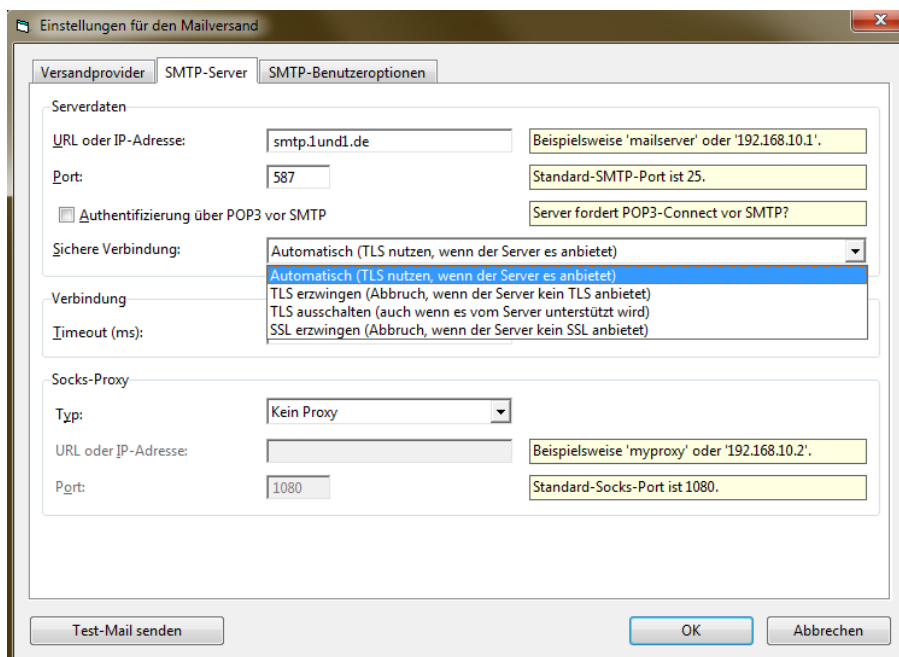 Einstellungen für den Mailversand
Versandprovider SMTP-Server SMTP-Benutzeroptionen
Serverdaten
URL oder IP-Adresse: smtp.1und1.de Beispielsweise 'mailserver' oder '192.168.10.1'.
Port: 587 Standard-SMTP-Port ist 25.
Authentifizierung über POP3 vor SMTP Server fordert POP3-Connect vor SMTP?
Sichere Verbindung: Automatisch (TLS nutzen, wenn der Server es anbietet)
Automatisch (TLS nutzen, wenn der Server es anbietet)
Verbindung TLS erzwingen (Abbruch, wenn der Server kein TLS anbietet)
TLS ausschalten (auch wenn es vom Server unterstützt wird)
Timeout (ms): SSL erzwingen (Abbruch, wenn der Server kein SSL anbietet)
Socks-Proxy
Typ: Kein Proxy
URL oder IP-Adresse: Beispielsweise 'myproxy' oder '192.168.10.2'.
Port: 1080 Standard-Socks-Port ist 1080.
Test-Mail senden OK Abbrechen